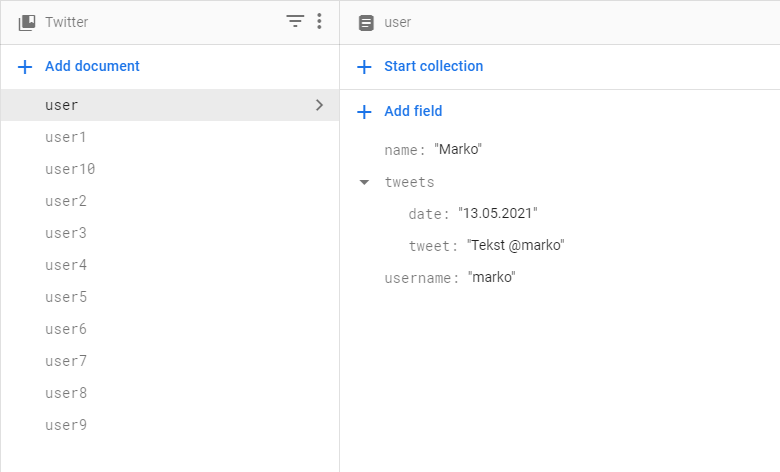 Twitter
Add document
user
user1
user10
user2
user3
user4
user5
user6
user7
user8
user9
user
Start collection
Add field
name: "Marko"
tweets
date: "13.05.2021"
tweet: "Tekst @marko"
username: "marko"